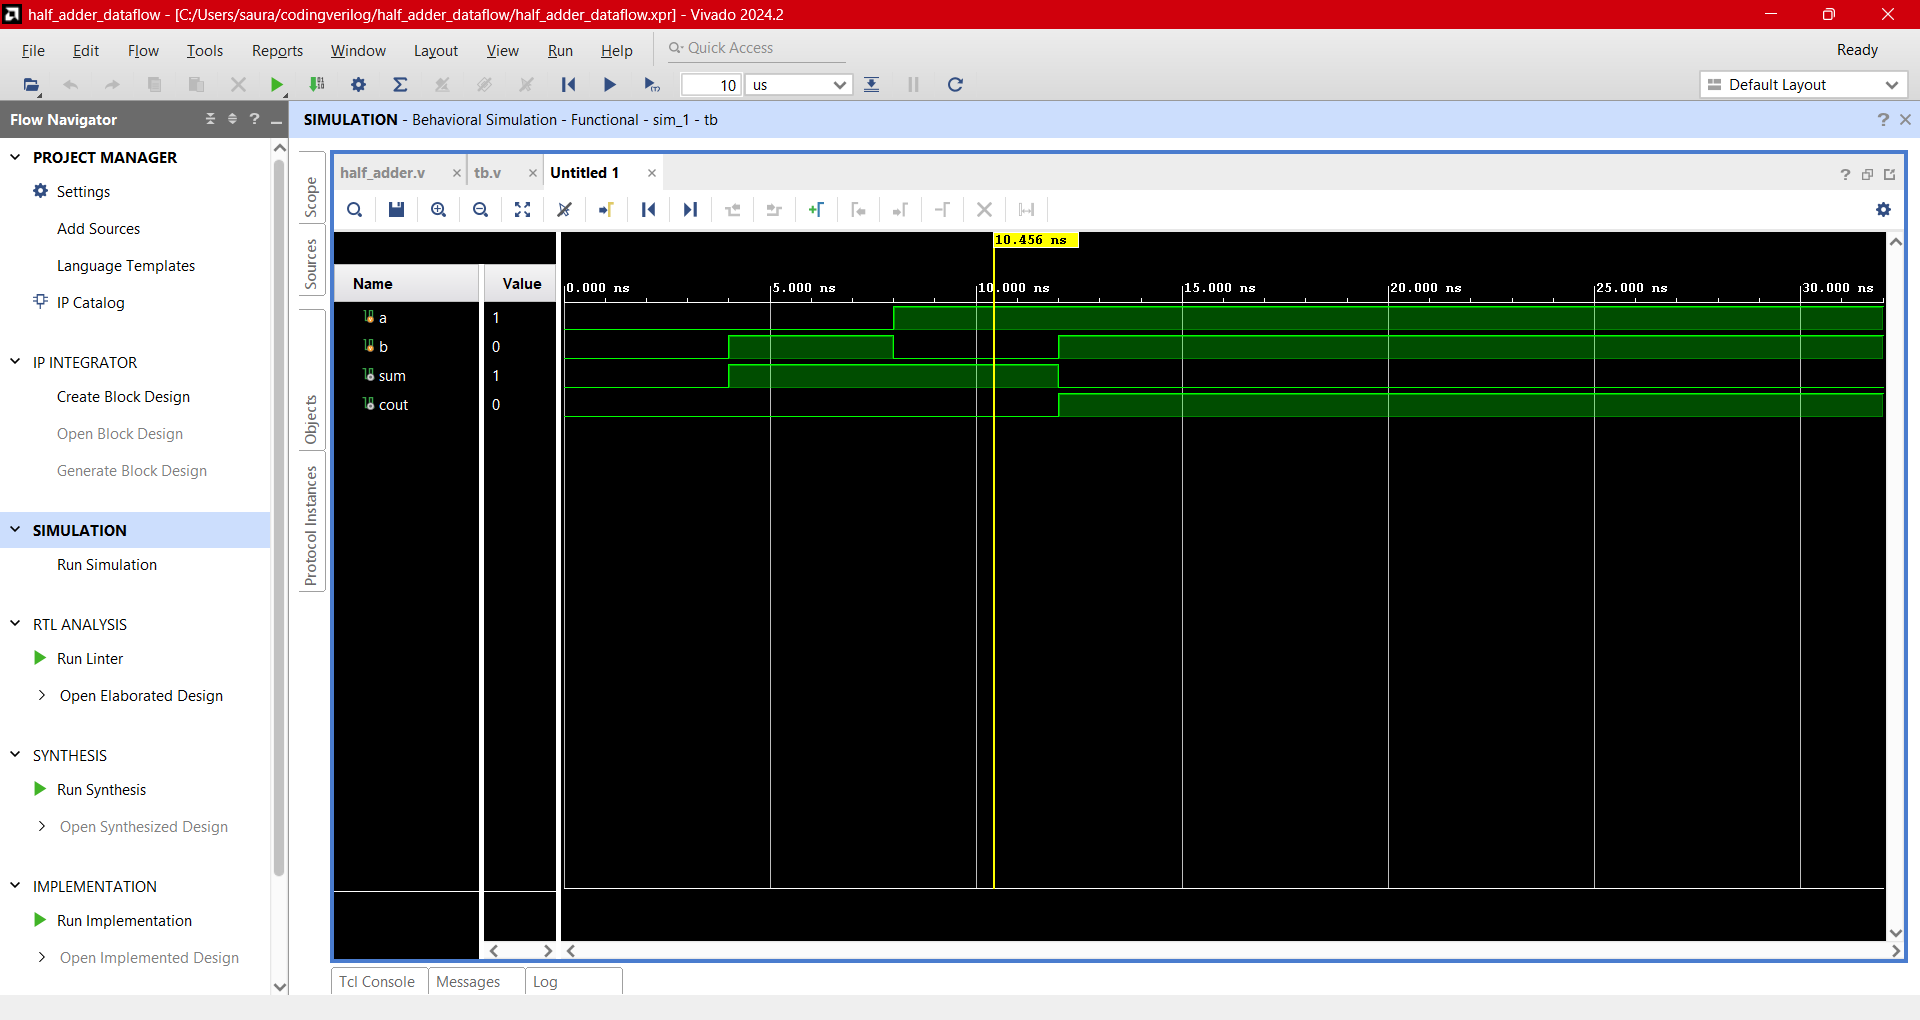 half_adder_dataflow - [C:/Users/saura/codingverilog/half_adder_dataflow/half_adder_dataflow.xpr] - Vivado 2024.2
File Edit Flow Tools Reports Window Layout View Run Help Quick Access Ready
10 us Default Layout
Flow Navigator
SIMULATION - Behavioral Simulation - Functional - sim_1 - tb
PROJECT MANAGER
Settings
Add Sources
Language Templates
IP Catalog
IP INTEGRATOR
Create Block Design
Open Block Design
Generate Block Design
SIMULATION
Run Simulation
RTL ANALYSIS
Run Linter
Open Elaborated Design
SYNTHESIS
Run Synthesis
Open Synthesized Design
IMPLEMENTATION
Run Implementation
Open Implemented Design
Scope
Sources
Objects
Protocol Instances
half_adder.v tb.v Untitled 1
10.456 ns
Name Value
0.000 ns 5.000 ns 10.000 ns 15.000 ns 20.000 ns 25.000 ns 30.000 ns
a 1
b 0
sum 1
cout 0
Tcl Console Messages Log